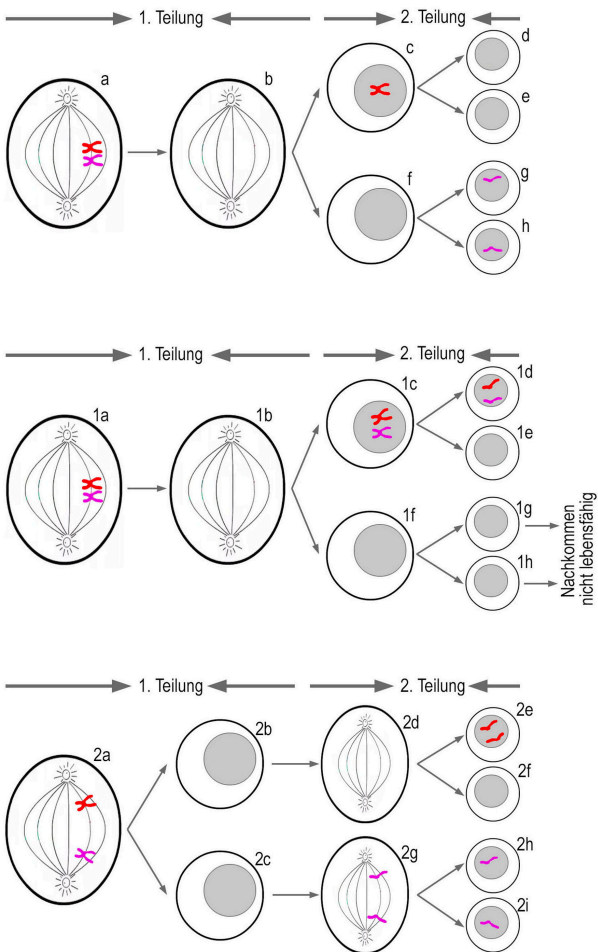 1. Teilung
2. Teilung
a
b
c
d
e
f
g
h
1. Teilung
2. Teilung
1a
1b
1c
1d
1e
1f
1g
1h
Nachkommen
nicht lebensfähig
1. Teilung
2. Teilung
2a
2b
2c
2d
2e
2f
2g
2h
2i